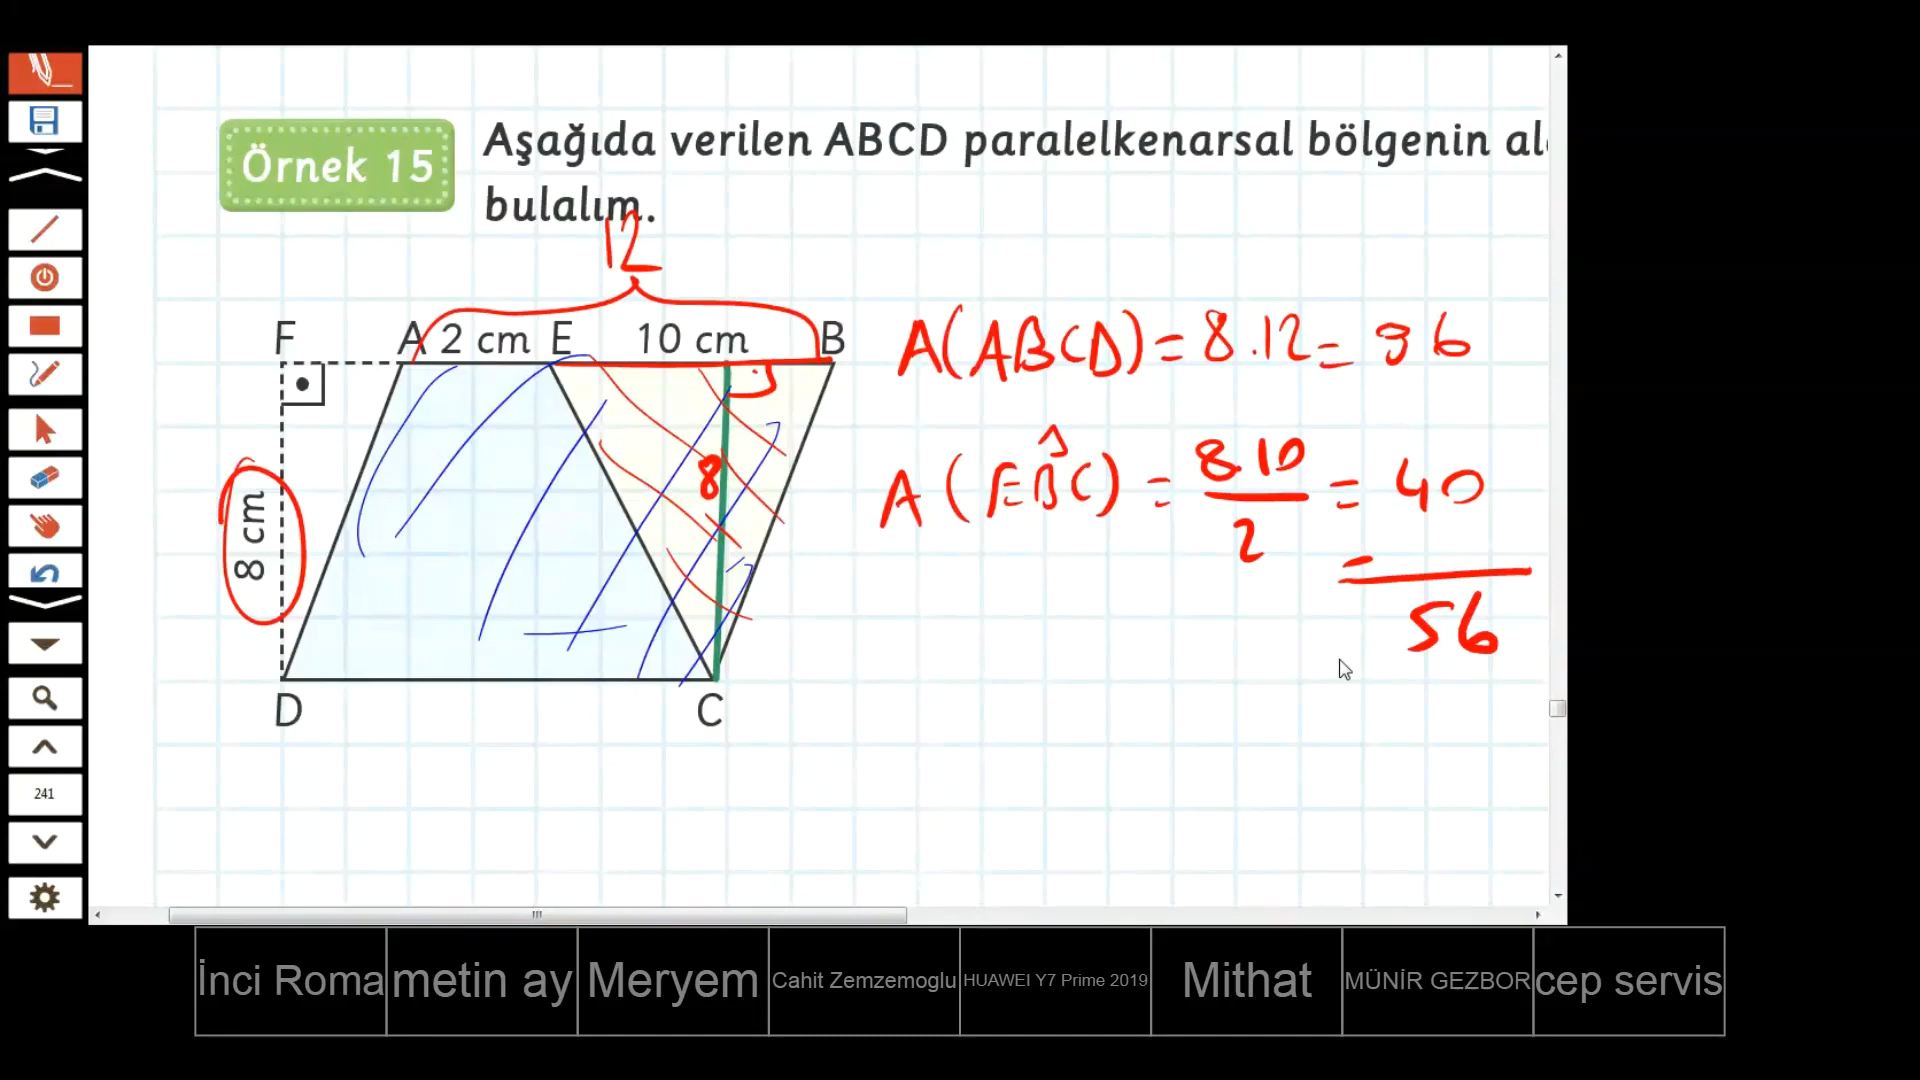 Örnek 15
Aşağıda verilen ABCD paralelkenarsal bölgenin al
bulalım.
12
F A 2 cm E 10 cm B
A(ABCD) = 8.12 = 96
8 cm
8
A(EBC) = 8.10 / 2 = 40
56
D C
241
İnci Roma metin ay Meryem Cahit Zemzemoglu HUAWEI Y7 Prime 2019 Mithat MÜNİR GEZBOR cep servis